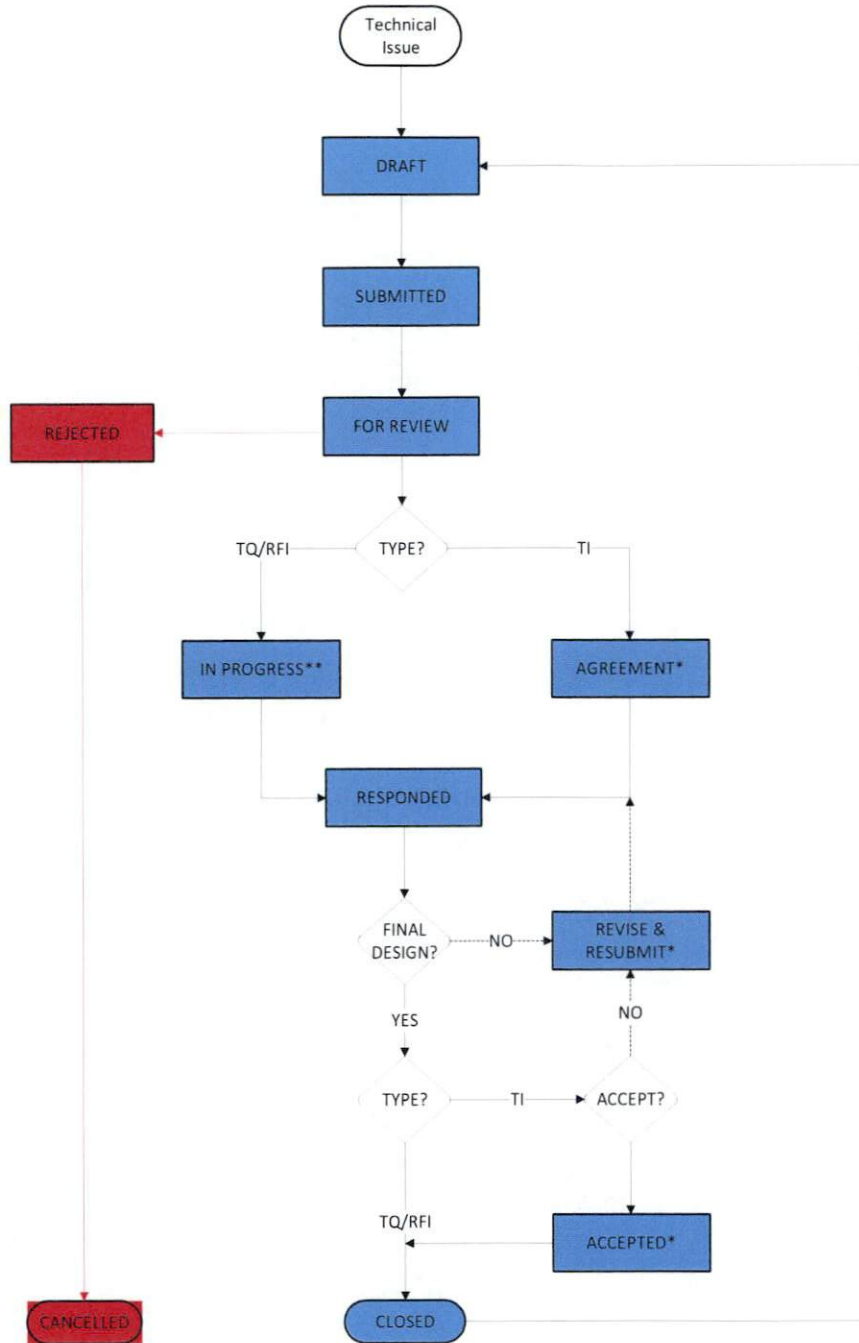 Technical
Issue
DRAFT
SUBMITTED
REJECTED
FOR REVIEW
TQ/RFI
TYPE?
TI
IN PROGRESS**
AGREEMENT*
RESPONDED
FINAL
DESIGN?
NO
REVISE &
RESUBMIT*
YES
NO
TYPE?
TI
ACCEPT?
TQ/RFI
ACCEPTED*
CANCELLED
CLOSED